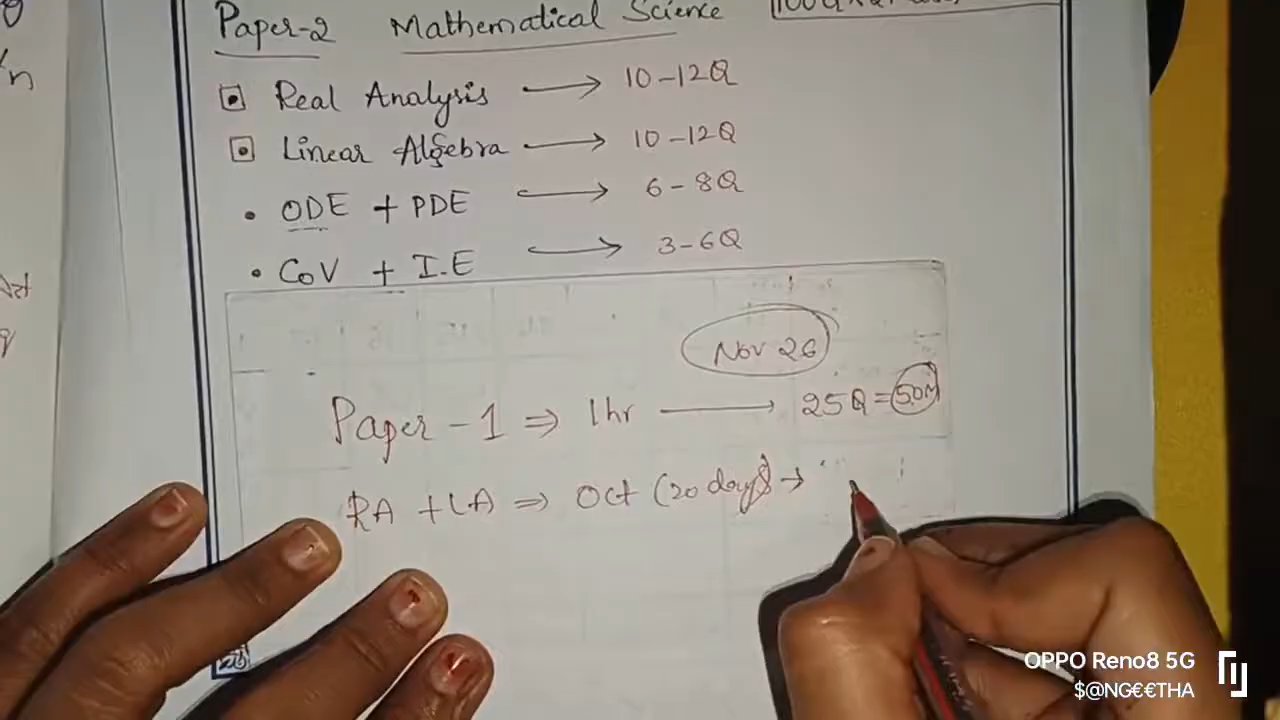 Paper-2 Mathematical Science
Real Analysis → 10-12Q
Linear Algebra → 10-12Q
• ODE + PDE → 6-8Q
• CoV + I.E → 3-6Q
Nov 26
Paper-1 ⇒ 1hr → 25Q = 50M
RA + LA ⇒ Oct (20 days) →
OPPO Reno8 5G
$@NG€€THA